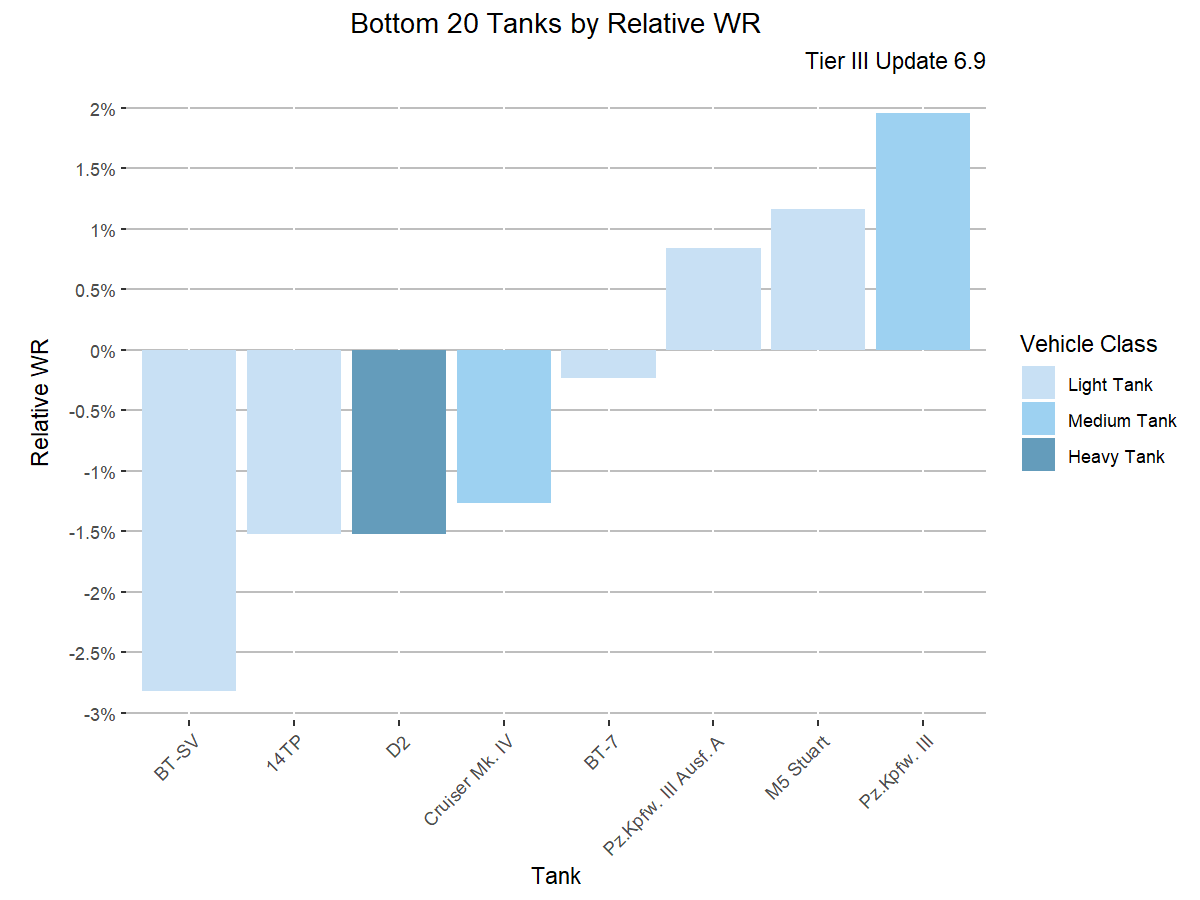 Bottom 20 Tanks by Relative WR
Tier III Update 6.9
2%
1.5%
1%
0.5%
0%
-0.5%
-1%
-1.5%
-2%
-2.5%
-3%
Relative WR
BT-SV
14TP
D2
Cruiser Mk. IV
BT-7
Pz.Kpfw. III Ausf. A
M5 Stuart
Pz.Kpfw. III
Tank
Vehicle Class
Light Tank
Medium Tank
Heavy Tank